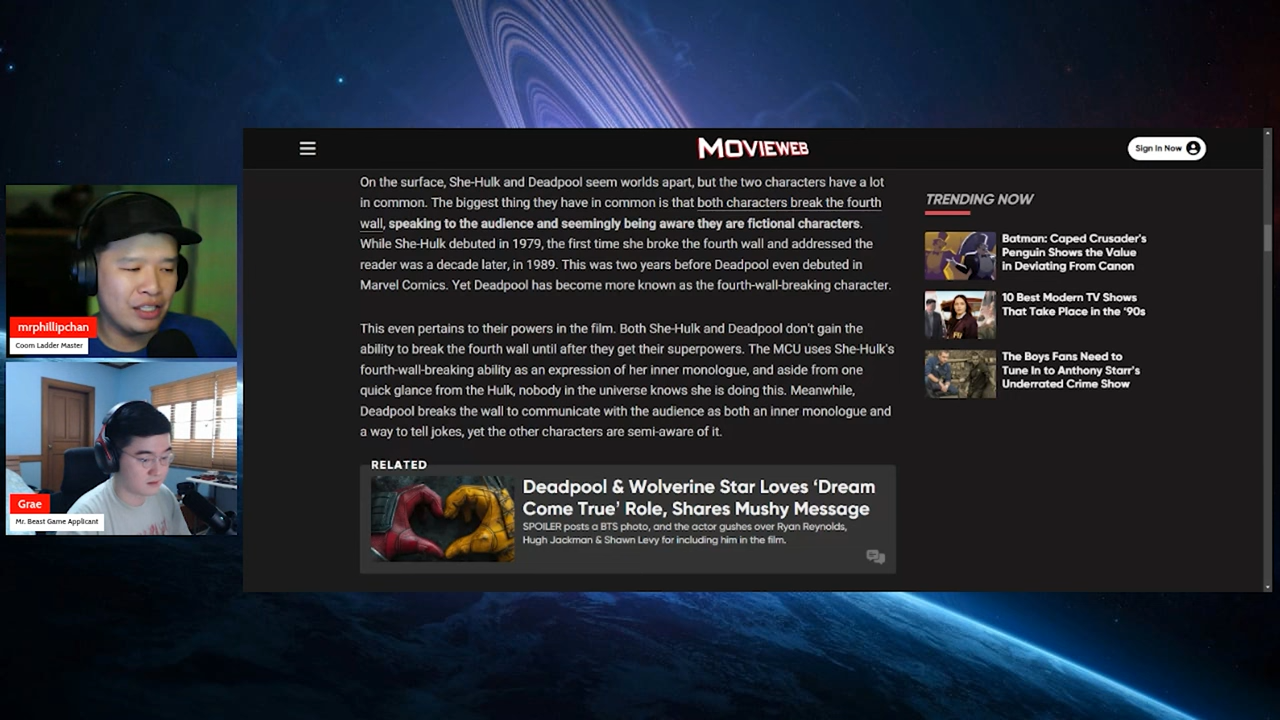 MOVIEWEB
Sign In Now
On the surface, She-Hulk and Deadpool seem worlds apart, but the two characters have a lot
in common. The biggest thing they have in common is that both characters break the fourth
wall, speaking to the audience and seemingly being aware they are fictional characters.
While She-Hulk debuted in 1979, the first time she broke the fourth wall and addressed the
reader was a decade later, in 1989. This was two years before Deadpool even debuted in
Marvel Comics. Yet Deadpool has become more known as the fourth-wall-breaking character.
This even pertains to their powers in the film. Both She-Hulk and Deadpool don't gain the
ability to break the fourth wall until after they get their superpowers. The MCU uses She-Hulk's
fourth-wall-breaking ability as an expression of her inner monologue, and aside from one
quick glance from the Hulk, nobody in the universe knows she is doing this. Meanwhile,
Deadpool breaks the wall to communicate with the audience as both an inner monologue and
a way to tell jokes, yet the other characters are semi-aware of it.
RELATED
Deadpool & Wolverine Star Loves ‘Dream
Come True’ Role, Shares Mushy Message
SPOILER posts a BTS photo, and the actor gushes over Ryan Reynolds,
Hugh Jackman & Shawn Levy for including him in the film.
TRENDING NOW
Batman: Caped Crusader's
Penguin Shows the Value
in Deviating From Canon
10 Best Modern TV Shows
That Take Place in the '90s
The Boys Fans Need to
Tune In to Anthony Starr's
Underrated Crime Show
mrphillipchan
Coom Ladder Master
Grae
Mr. Beast Game Applicant